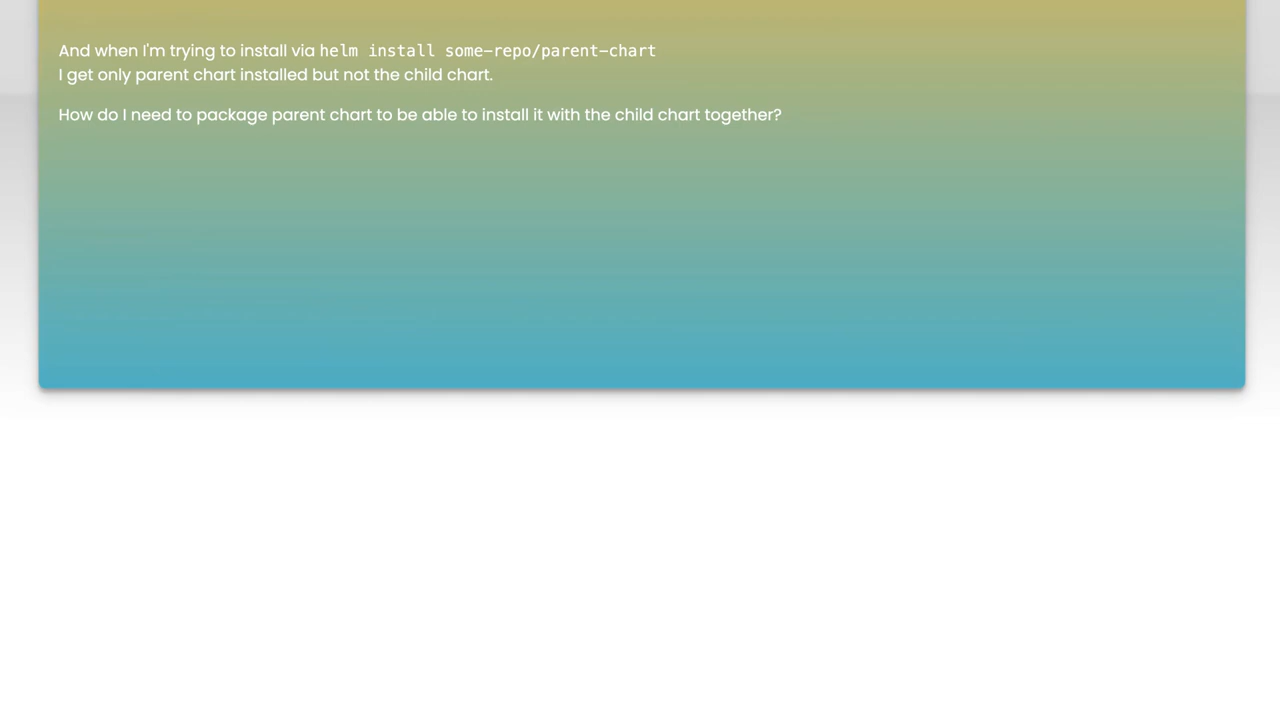 And when I'm trying to install via helm install some-repo/parent-chart
I get only parent chart installed but not the child chart.
How do I need to package parent chart to be able to install it with the child chart together?